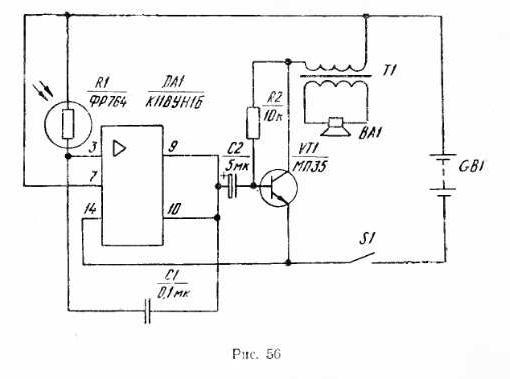 R1
ФР764
DA1
К118УН1Б
3
7
14
9
10
C2
5мк
+
R2
10к
VT1
МП35
T1
BA1
GB1
S1
C1
0,1мк
Рис. 56